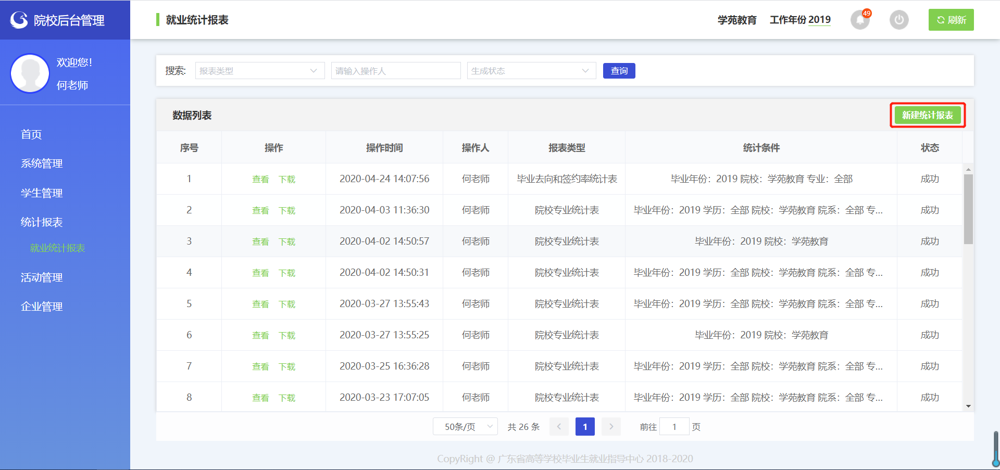 院校后台管理
就业统计报表
学苑教育 工作年份 2019
49
刷新
欢迎您!
何老师
首页
系统管理
学生管理
统计报表
就业统计报表
活动管理
企业管理
搜索: 报表类型 请输入操作人 生成状态 查询
数据列表 新建统计报表
序号 操作 操作时间 操作人 报表类型 统计条件 状态
1 查看 下载 2020-04-24 14:07:56 何老师 毕业去向和签约率统计表 毕业年份：2019 院校：学苑教育 专业：全部 成功
2 查看 下载 2020-04-03 11:36:30 何老师 院校专业统计表 毕业年份：2019 学历：全部 院校：学苑教育 院系：全部 专... 成功
3 查看 下载 2020-04-02 14:50:57 何老师 院校专业统计表 毕业年份：2019 院校：学苑教育 成功
4 查看 下载 2020-04-02 14:50:31 何老师 院校专业统计表 毕业年份：2019 学历：全部 院校：学苑教育 院系：全部 专... 成功
5 查看 下载 2020-03-27 13:55:43 何老师 院校专业统计表 毕业年份：2019 学历：全部 院校：学苑教育 院系：全部 专... 成功
6 查看 下载 2020-03-27 13:55:25 何老师 院校专业统计表 毕业年份：2019 院校：学苑教育 成功
7 查看 下载 2020-03-25 16:36:28 何老师 院校专业统计表 毕业年份：2019 学历：全部 院校：学苑教育 院系：全部 专... 成功
8 查看 下载 2020-03-23 17:07:05 何老师 院校专业统计表 毕业年份：2019 学历：全部 院校：学苑教育 院系：全部 专... 成功
50条/页 共 26 条 1 前往 1 页
CopyRight @ 广东省高等学校毕业生就业指导中心 2018-2020